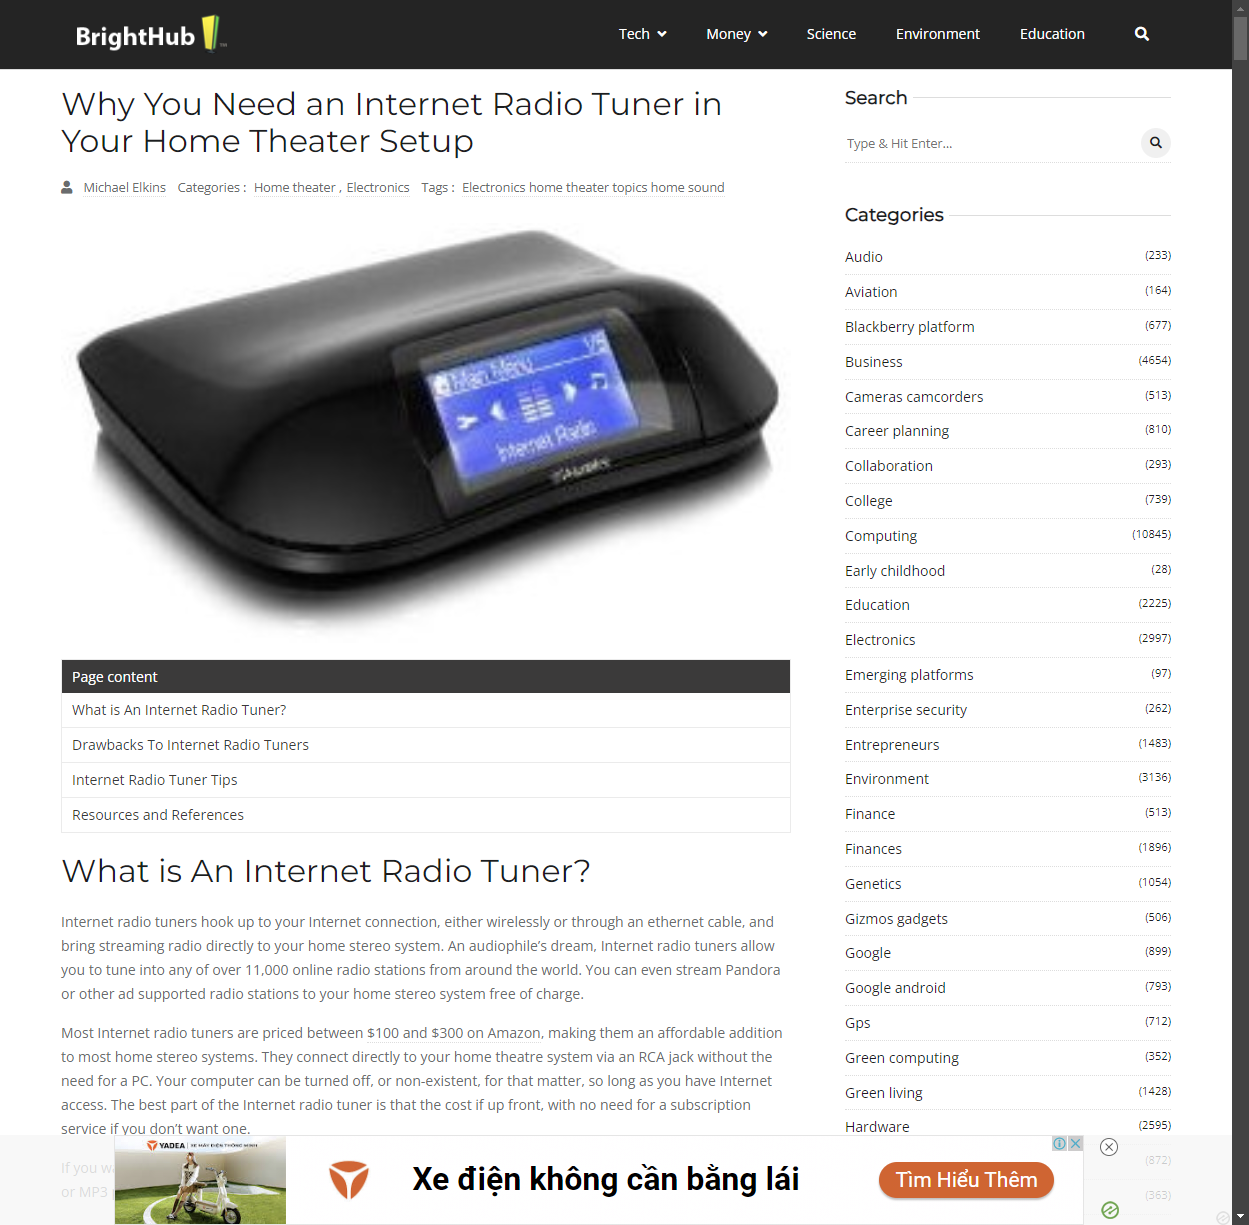 BrightHub
Tech
Money
Science
Environment
Education
Why You Need an Internet Radio Tuner in
Your Home Theater Setup
Michael Elkins Categories : Home theater , Electronics Tags : Electronics home theater topics home sound
Main Menu
Internet Radio
Page content
What is An Internet Radio Tuner?
Drawbacks To Internet Radio Tuners
Internet Radio Tuner Tips
Resources and References
What is An Internet Radio Tuner?
Internet radio tuners hook up to your Internet connection, either wirelessly or through an ethernet cable, and
bring streaming radio directly to your home stereo system. An audiophile’s dream, Internet radio tuners allow
you to tune into any of over 11,000 online radio stations from around the world. You can even stream Pandora
or other ad supported radio stations to your home stereo system free of charge.
Most Internet radio tuners are priced between $100 and $300 on Amazon, making them an affordable addition
to most home stereo systems. They connect directly to your home theatre system via an RCA jack without the
need for a PC. Your computer can be turned off, or non-existent, for that matter, so long as you have Internet
access. The best part of the Internet radio tuner is that the cost if up front, with no need for a subscription
service if you don’t want one.
If you
or MP3
Search
Type & Hit Enter...
Categories
Audio (233)
Aviation (164)
Blackberry platform (677)
Business (4654)
Cameras camcorders (513)
Career planning (810)
Collaboration (293)
College (739)
Computing (10845)
Early childhood (28)
Education (2225)
Electronics (2997)
Emerging platforms (97)
Enterprise security (262)
Entrepreneurs (1483)
Environment (3136)
Finance (513)
Finances (1896)
Genetics (1054)
Gizmos gadgets (506)
Google (899)
Google android (793)
Gps (712)
Green computing (352)
Green living (1428)
Hardware (2595)
(872)
(363)
YADEA XE MÁY ĐIỆN THÔNG MINH
Xe điện không cần bằng lái
Tìm Hiểu Thêm